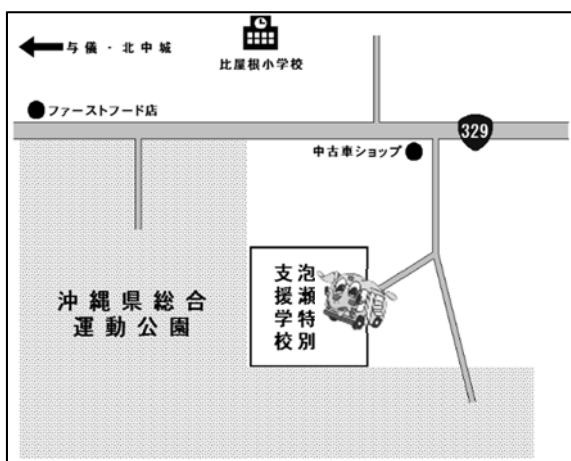 与儀・北中城
比屋根小学校
ファーストフード店
329
中古車ショップ
泡瀬特別
支援学校
沖縄県総合
運動公園